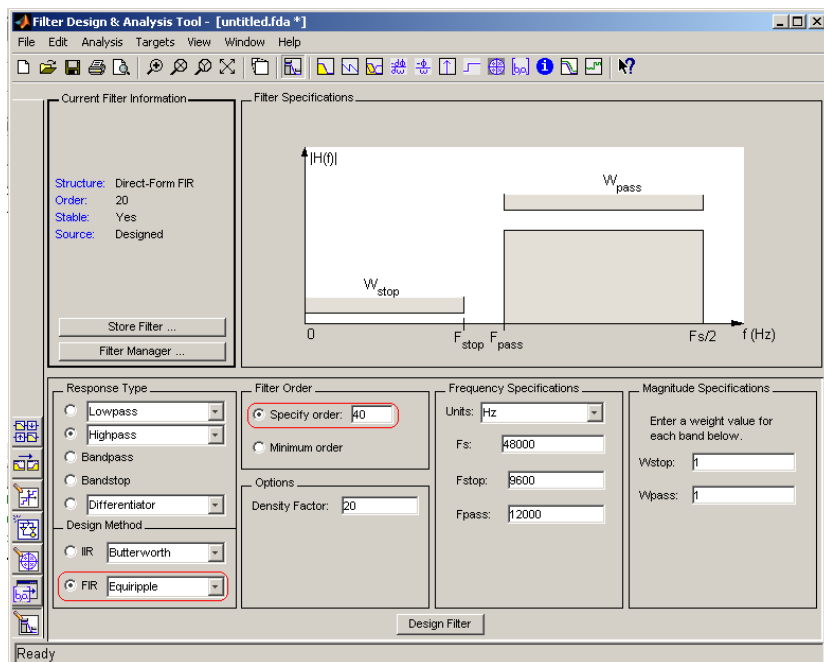 Filter Design & Analysis Tool - [untitled.fda *]
File Edit Analysis Targets View Window Help
Current Filter Information
Structure: Direct-Form FIR
Order: 20
Stable: Yes
Source: Designed
Store Filter ...
Filter Manager ...
Filter Specifications
|H(f)|
Wpass
Wstop
0 Fstop Fpass Fs/2 f (Hz)
Response Type
Lowpass
Highpass
Bandpass
Bandstop
Differentiator
Design Method
IIR Butterworth
FIR Equiripple
Filter Order
Specify order: 40
Minimum order
Options
Density Factor: 20
Frequency Specifications
Units: Hz
Fs: 48000
Fstop: 9600
Fpass: 12000
Magnitude Specifications
Enter a weight value for
each band below.
Wstop: 1
Wpass: 1
Design Filter
Ready